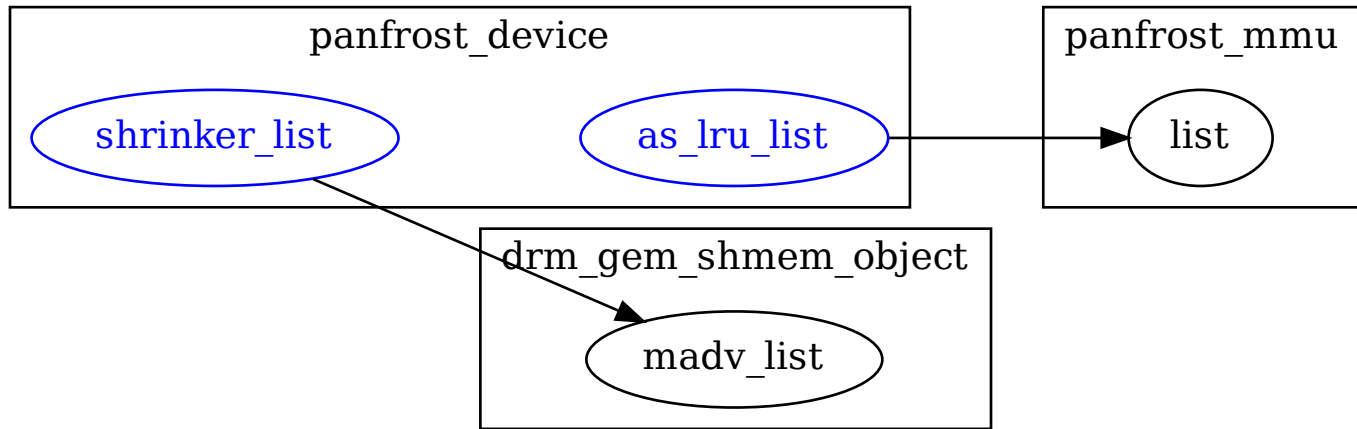 panfrost_device
shrinker_list
as_lru_list
panfrost_mmu
list
drm_gem_shmem_object
madv_list